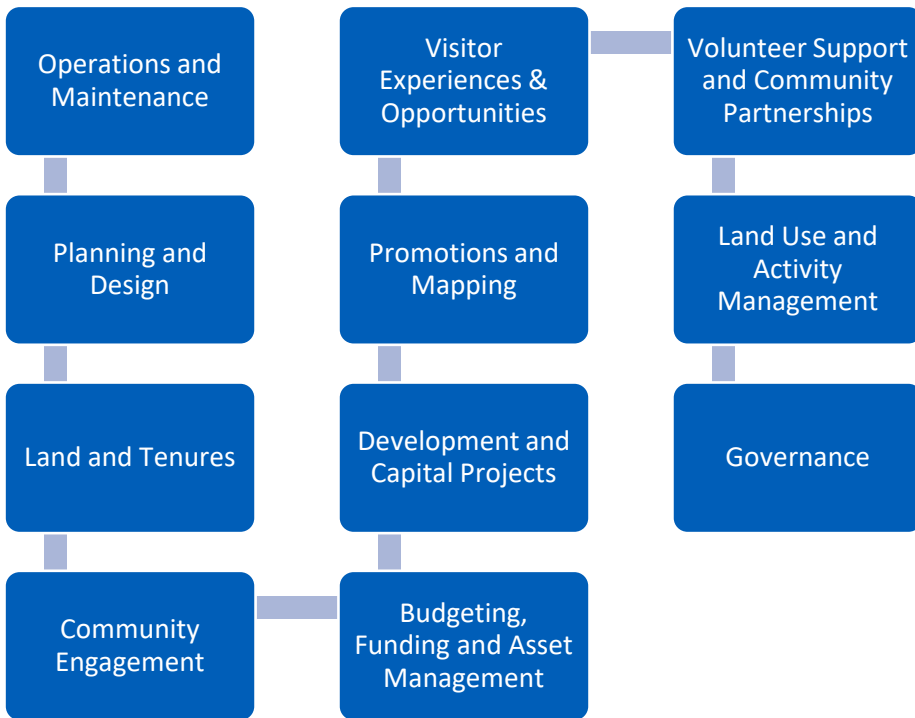 Operations and
Maintenance
Planning and
Design
Land and Tenures
Community
Engagement
Budgeting,
Funding and Asset
Management
Development and
Capital Projects
Promotions and
Mapping
Visitor
Experiences &
Opportunities
Volunteer Support
and Community
Partnerships
Land Use and
Activity
Management
Governance